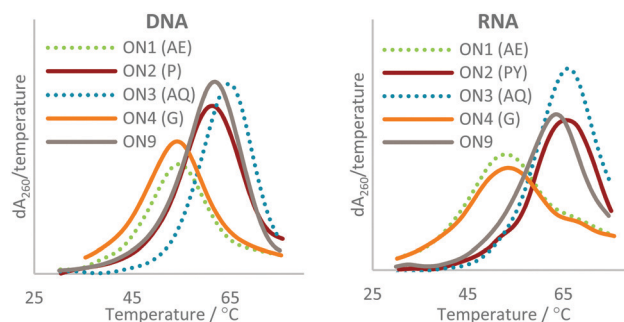 DNA
ON1 (AE)
ON2 (P)
ON3 (AQ)
ON4 (G)
ON9
dA260/temperature
25 45 65
Temperature / °C
RNA
ON1 (AE)
ON2 (PY)
ON3 (AQ)
ON4 (G)
ON9
dA260/temperature
25 45 65
Temperature / °C